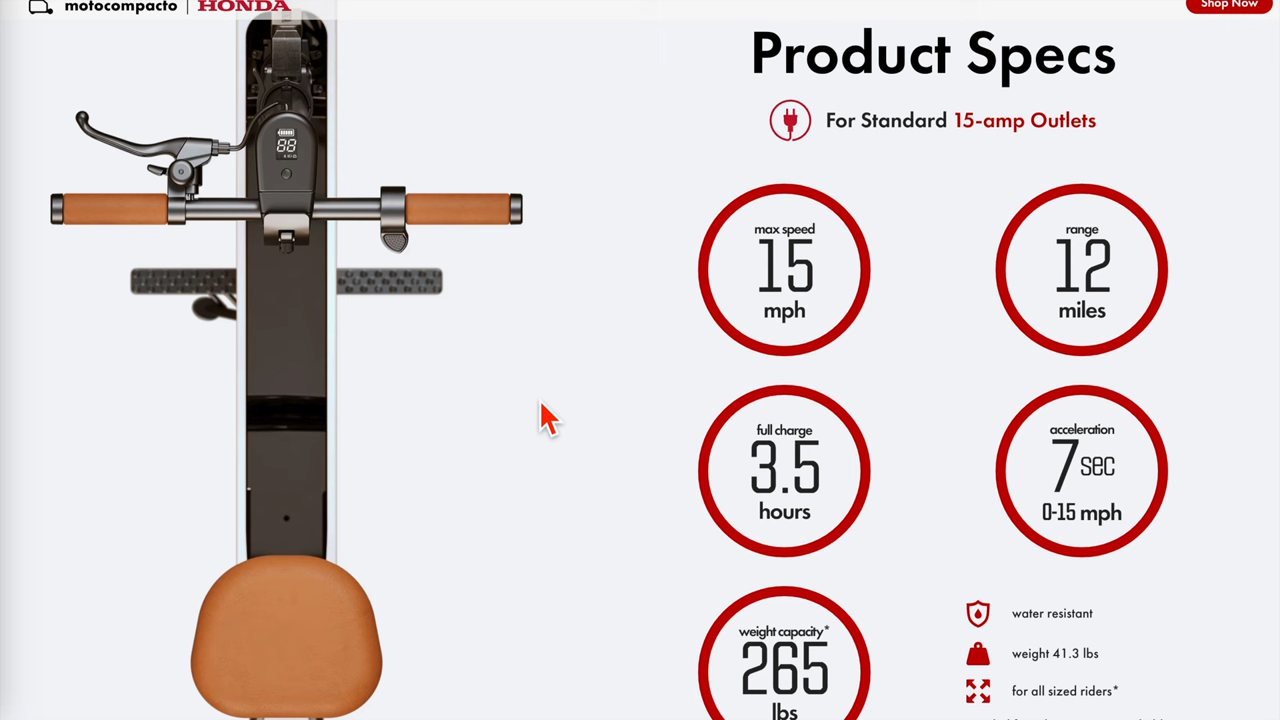 motocompacto | HONDA
Shop Now
Product Specs
For Standard 15-amp Outlets
88
max speed
15
mph
range
12
miles
full charge
3.5
hours
acceleration
7 sec
0-15 mph
weight capacity*
265
lbs
water resistant
weight 41.3 lbs
for all sized riders*